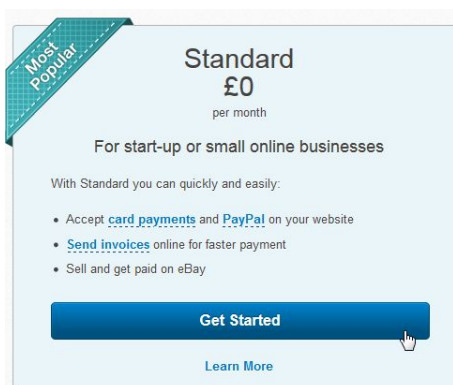 Most
Popular
Standard
£0
per month
For start-up or small online businesses
With Standard you can quickly and easily:
• Accept card payments and PayPal on your website
• Send invoices online for faster payment
• Sell and get paid on eBay
Get Started
Learn More